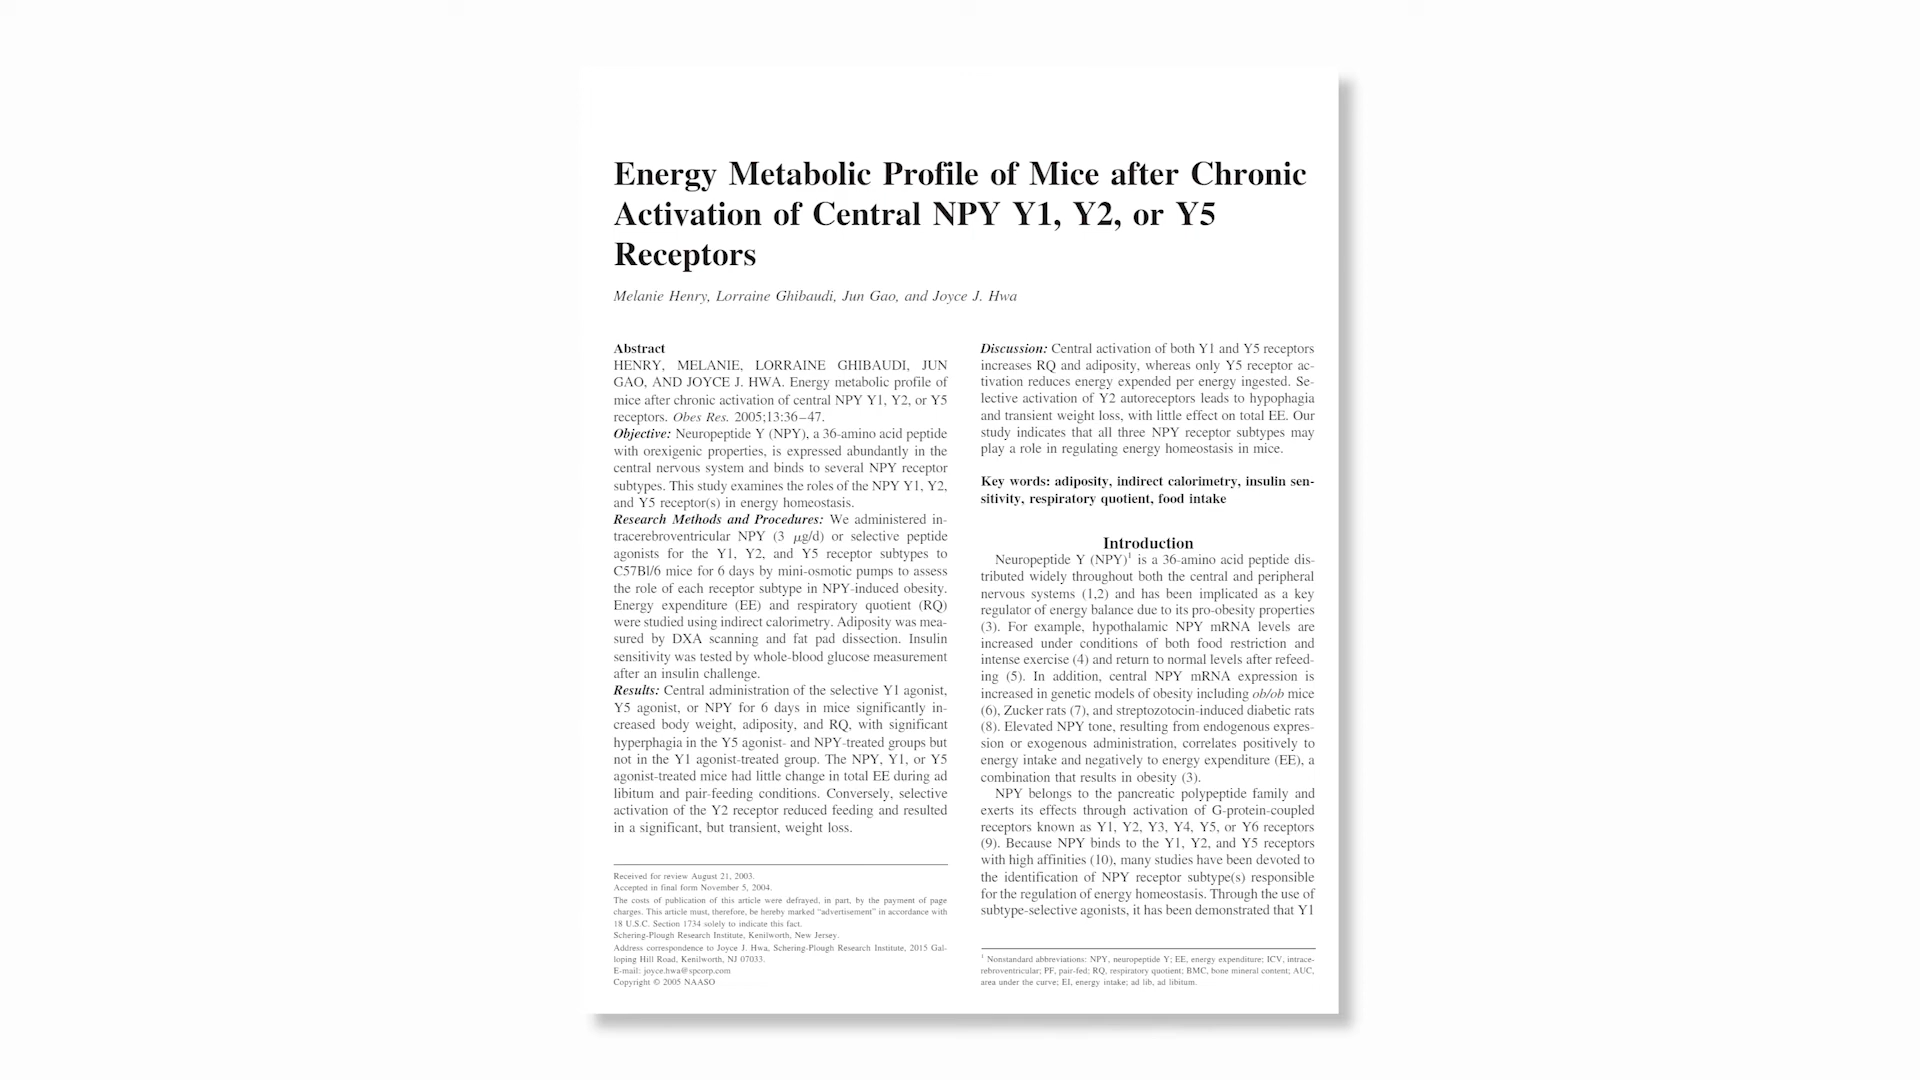 Energy Metabolic Profile of Mice after Chronic
Activation of Central NPY Y1, Y2, or Y5
Receptors
Melanie Henry, Lorraine Ghibaudi, Jun Gao, and Joyce J. Hwa
Abstract
HENRY, MELANIE, LORRAINE GHIBAUDI, JUN
GAO, AND JOYCE J. HWA. Energy metabolic profile of
mice after chronic activation of central NPY Y1, Y2, or Y5
receptors. Obes Res. 2005;13:36–47.
Objective: Neuropeptide Y (NPY), a 36-amino acid peptide
with orexigenic properties, is expressed abundantly in the
central nervous system and binds to several NPY receptor
subtypes. This study examines the roles of the NPY Y1, Y2,
and Y5 receptor(s) in energy homeostasis.
Research Methods and Procedures: We administered in-
tracerebroventricular NPY (3 μg/d) or selective peptide
agonists for the Y1, Y2, and Y5 receptor subtypes to
C57Bl/6 mice for 6 days by mini-osmotic pumps to assess
the role of each receptor subtype in NPY-induced obesity.
Energy expenditure (EE) and respiratory quotient (RQ)
were studied using indirect calorimetry. Adiposity was mea-
sured by DXA scanning and fat pad dissection. Insulin
sensitivity was tested by whole-blood glucose measurement
after an insulin challenge.
Results: Central administration of the selective Y1 agonist,
Y5 agonist, or NPY for 6 days in mice significantly in-
creased body weight, adiposity, and RQ, with significant
hyperphagia in the Y5 agonist- and NPY-treated groups but
not in the Y1 agonist-treated group. The NPY, Y1, or Y5
agonist-treated mice had little change in total EE during ad
libitum and pair-feeding conditions. Conversely, selective
activation of the Y2 receptor reduced feeding and resulted
in a significant, but transient, weight loss.
Received for review August 21, 2003.
Accepted in final form November 5, 2004.
The costs of publication of this article were defrayed, in part, by the payment of page
charges. This article must, therefore, be hereby marked “advertisement” in accordance with
18 U.S.C. Section 1734 solely to indicate this fact.
Schering-Plough Research Institute, Kenilworth, New Jersey.
Address correspondence to Joyce J. Hwa, Schering-Plough Research Institute, 2015 Gal-
loping Hill Road, Kenilworth, NJ 07033.
E-mail: joyce.hwa@spcorp.com
Copyright © 2005 NAASO
Discussion: Central activation of both Y1 and Y5 receptors
increases RQ and adiposity, whereas only Y5 receptor ac-
tivation reduces energy expended per energy ingested. Se-
lective activation of Y2 autoreceptors leads to hypophagia
and transient weight loss, with little effect on total EE. Our
study indicates that all three NPY receptor subtypes may
play a role in regulating energy homeostasis in mice.
Key words: adiposity, indirect calorimetry, insulin sen-
sitivity, respiratory quotient, food intake
Introduction
Neuropeptide Y (NPY)1 is a 36-amino acid peptide dis-
tributed widely throughout both the central and peripheral
nervous systems (1,2) and has been implicated as a key
regulator of energy balance due to its pro-obesity properties
(3). For example, hypothalamic NPY mRNA levels are
increased under conditions of both food restriction and
intense exercise (4) and return to normal levels after refeed-
ing (5). In addition, central NPY mRNA expression is
increased in genetic models of obesity including ob/ob mice
(6), Zucker rats (7), and streptozotocin-induced diabetic rats
(8). Elevated NPY tone, resulting from endogenous expres-
sion or exogenous administration, correlates positively to
energy intake and negatively to energy expenditure (EE), a
combination that results in obesity (3).
NPY belongs to the pancreatic polypeptide family and
exerts its effects through activation of G-protein-coupled
receptors known as Y1, Y2, Y3, Y4, Y5, or Y6 receptors
(9). Because NPY binds to the Y1, Y2, and Y5 receptors
with high affinities (10), many studies have been devoted to
the identification of NPY receptor subtype(s) responsible
for the regulation of energy homeostasis. Through the use of
subtype-selective agonists, it has been demonstrated that Y1
1 Nonstandard abbreviations: NPY, neuropeptide Y; EE, energy expenditure; ICV, intrace-
rebroventricular; PF, pair-fed; RQ, respiratory quotient; BMC, bone mineral content; AUC,
area under the curve; EI, energy intake; ad lib, ad libitum.